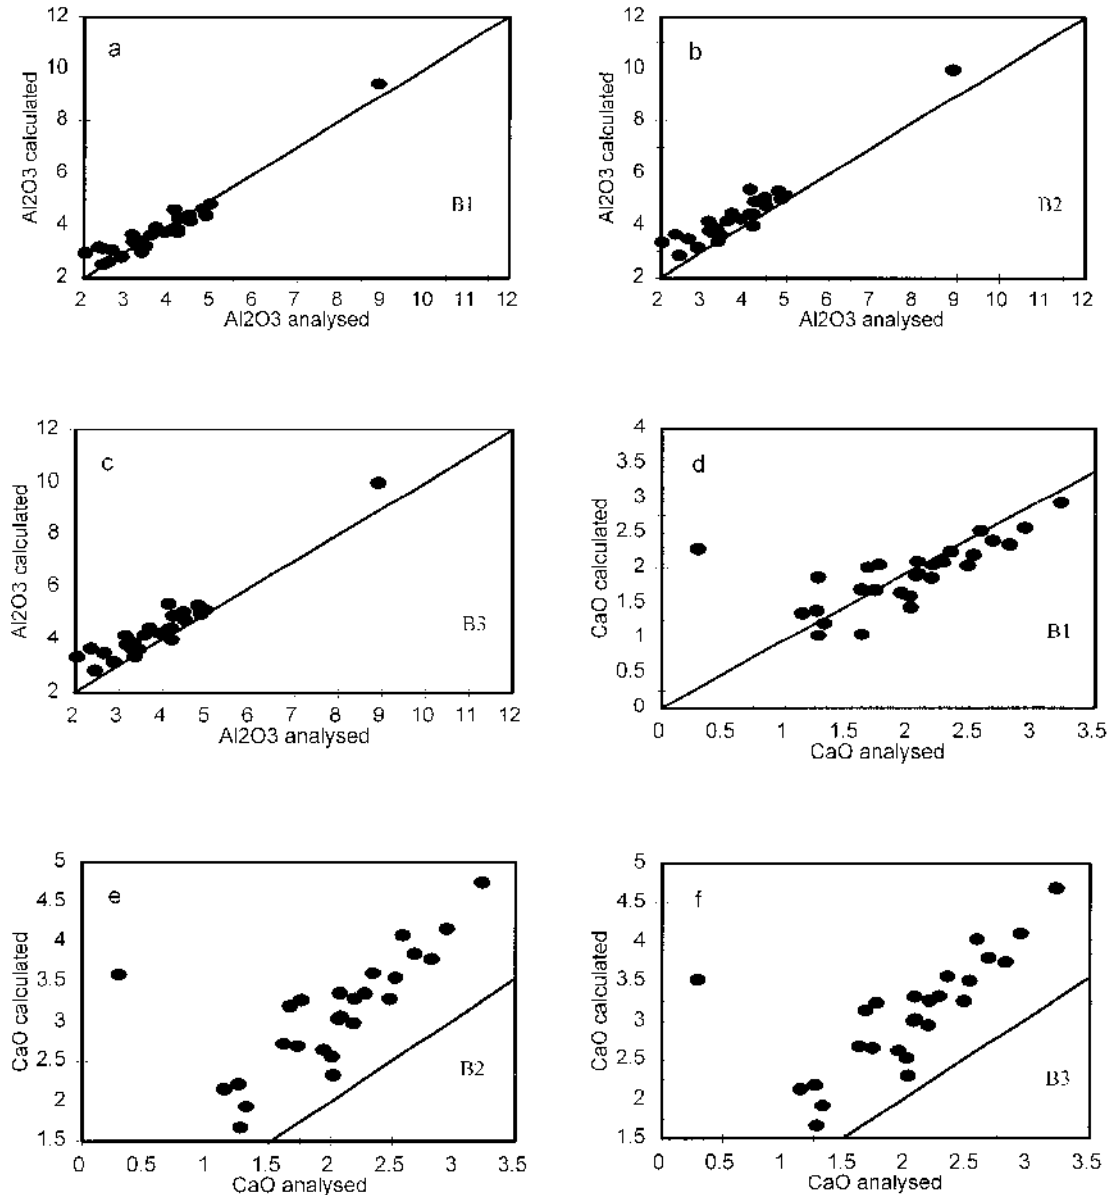 12
a
10
Al2O3 calculated
8
6
B1
4
2
2 3 4 5 6 7 8 9 10 11 12
Al2O3 analysed
12
b
10
Al2O3 calculated
8
6
B2
4
2
2 3 4 5 6 7 8 9 10 11 12
Al2O3 analysed
12
c
10
Al2O3 calculated
8
6
B3
4
2
2 3 4 5 6 7 8 9 10 11 12
Al2O3 analysed
4
d
3.5
3
CaO calculated
2.5
2
1.5
B1
1
0.5
0
0 0.5 1 1.5 2 2.5 3 3.5
CaO analysed
5
e
4.5
4
CaO calculated
3.5
3
2.5
B2
2
1.5
0 0.5 1 1.5 2 2.5 3 3.5
CaO analysed
5
f
4.5
4
CaO calculated
3.5
3
2.5
B3
2
1.5
0 0.5 1 1.5 2 2.5 3 3.5
CaO analysed